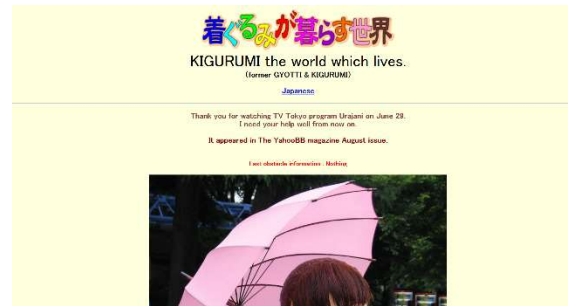 着ぐるみが暮らす世界
KIGURUMI the world which lives.
(former GYOTTI & KIGURUMI)
Japanese
Thank you for watching TV Tokyo program Urajani on June 29.
I need your help well from now on.
It appeared in The YahooBB magazine August issue.
Last obstacle information : Nothing